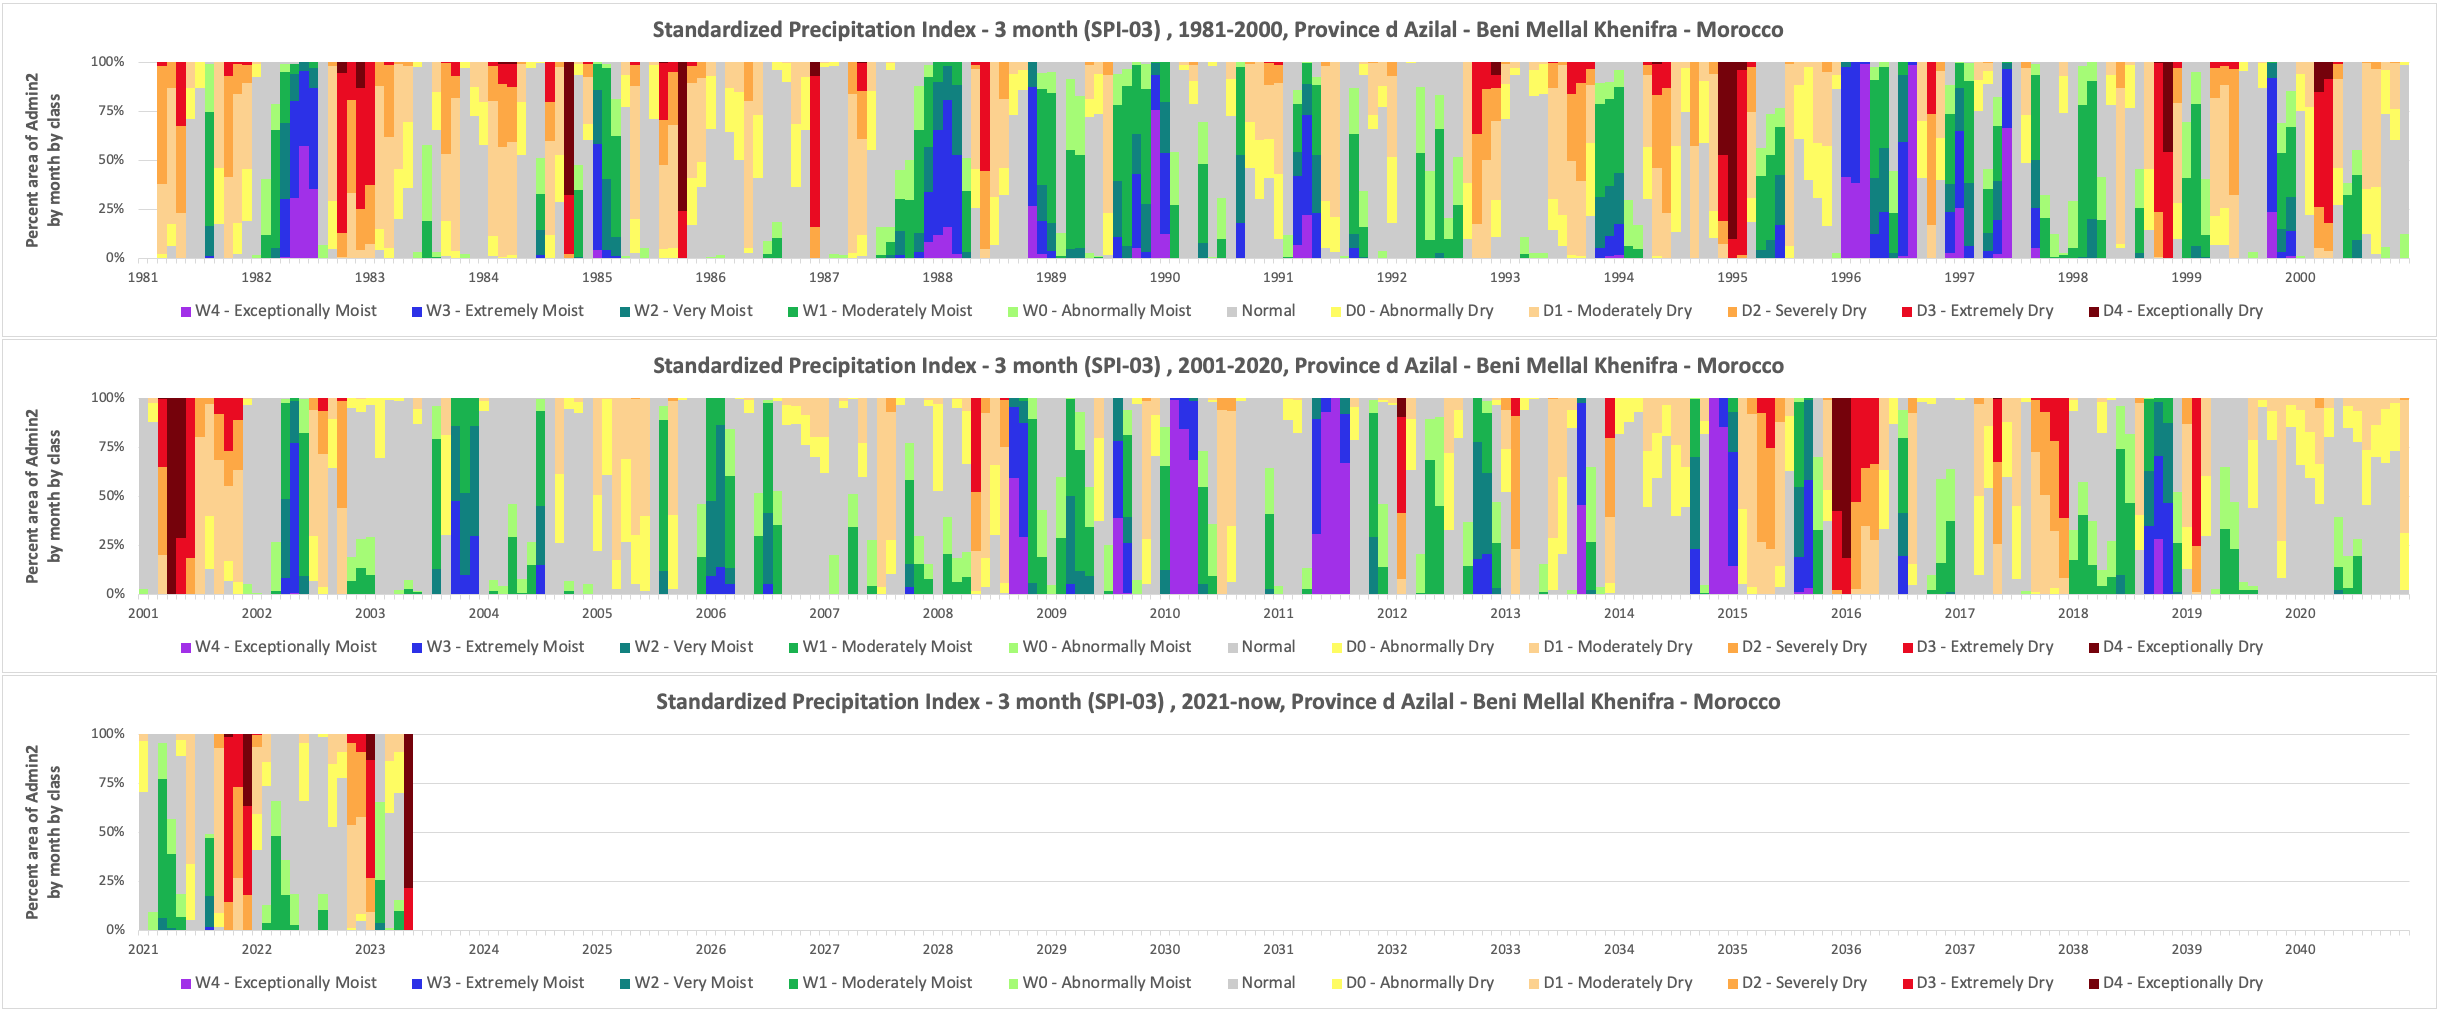 Standardized Precipitation Index - 3 month (SPI-03) , 1981-2000, Province d Azilal - Beni Mellal Khenifra - Morocco
Percent area of Admin2
by month by class
100%
75%
50%
25%
0%
1981 1982 1983 1984 1985 1986 1987 1988 1989 1990 1991 1992 1993 1994 1995 1996 1997 1998 1999 2000
W4 - Exceptionally Moist W3 - Extremely Moist W2 - Very Moist W1 - Moderately Moist W0 - Abnormally Moist Normal D0 - Abnormally Dry D1 - Moderately Dry D2 - Severely Dry D3 - Extremely Dry D4 - Exceptionally Dry
Standardized Precipitation Index - 3 month (SPI-03) , 2001-2020, Province d Azilal - Beni Mellal Khenifra - Morocco
Percent area of Admin2
by month by class
100%
75%
50%
25%
0%
2001 2002 2003 2004 2005 2006 2007 2008 2009 2010 2011 2012 2013 2014 2015 2016 2017 2018 2019 2020
W4 - Exceptionally Moist W3 - Extremely Moist W2 - Very Moist W1 - Moderately Moist W0 - Abnormally Moist Normal D0 - Abnormally Dry D1 - Moderately Dry D2 - Severely Dry D3 - Extremely Dry D4 - Exceptionally Dry
Standardized Precipitation Index - 3 month (SPI-03) , 2021-now, Province d Azilal - Beni Mellal Khenifra - Morocco
Percent area of Admin2
by month by class
100%
75%
50%
25%
0%
2021 2022 2023 2024 2025 2026 2027 2028 2029 2030 2031 2032 2033 2034 2035 2036 2037 2038 2039 2040
W4 - Exceptionally Moist W3 - Extremely Moist W2 - Very Moist W1 - Moderately Moist W0 - Abnormally Moist Normal D0 - Abnormally Dry D1 - Moderately Dry D2 - Severely Dry D3 - Extremely Dry D4 - Exceptionally Dry